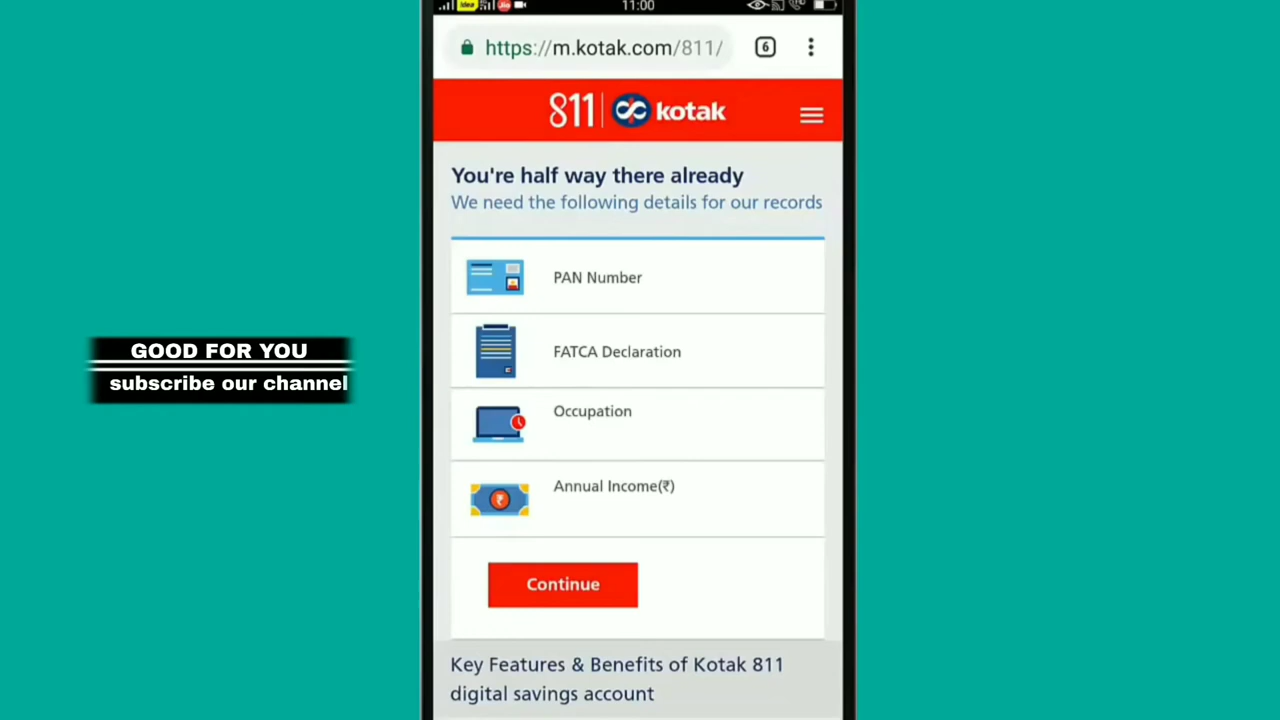 idea
Jio
11:00
https://m.kotak.com/811/
6
811 kotak
You're half way there already
We need the following details for our records
PAN Number
FATCA Declaration
GOOD FOR YOU
subscribe our channel
Occupation
Annual Income(₹)
Continue
Key Features & Benefits of Kotak 811
digital savings account